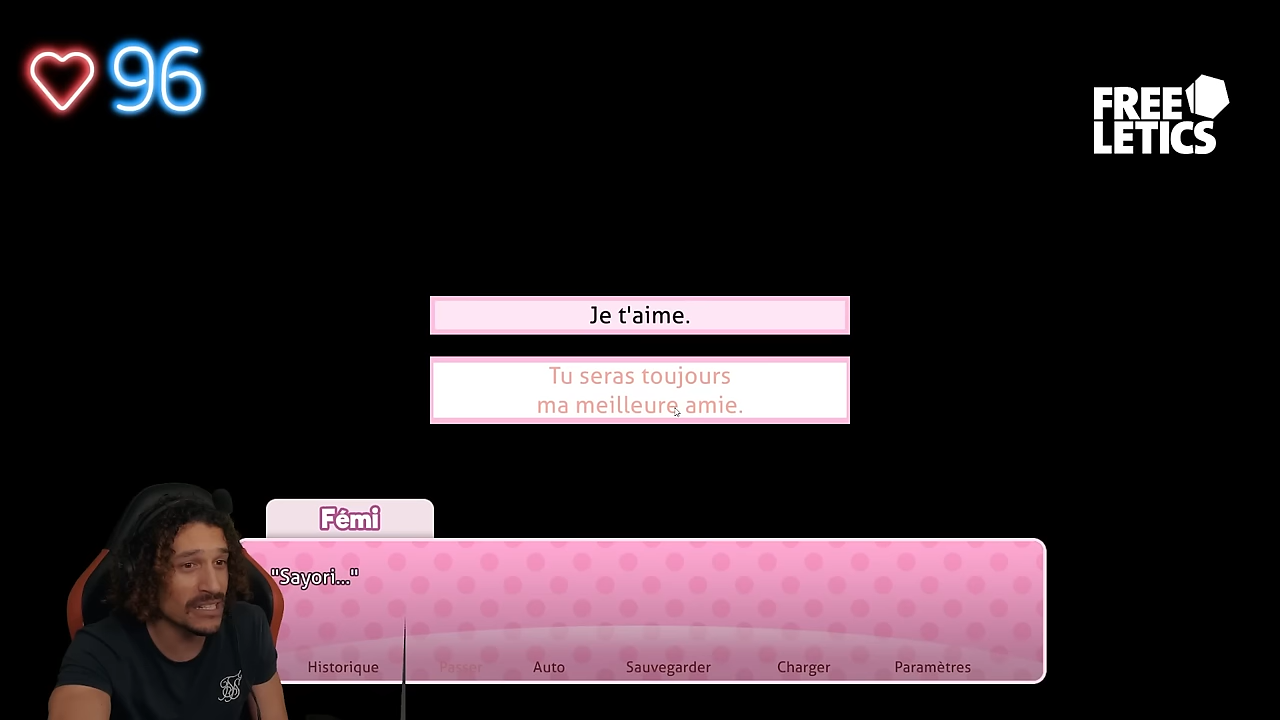 96
FREE
LETICS
Je t'aime.
Tu seras toujours
ma meilleure amie.
Fémi
"Sayori..."
Historique Passer Auto Sauvegarder Charger Paramètres